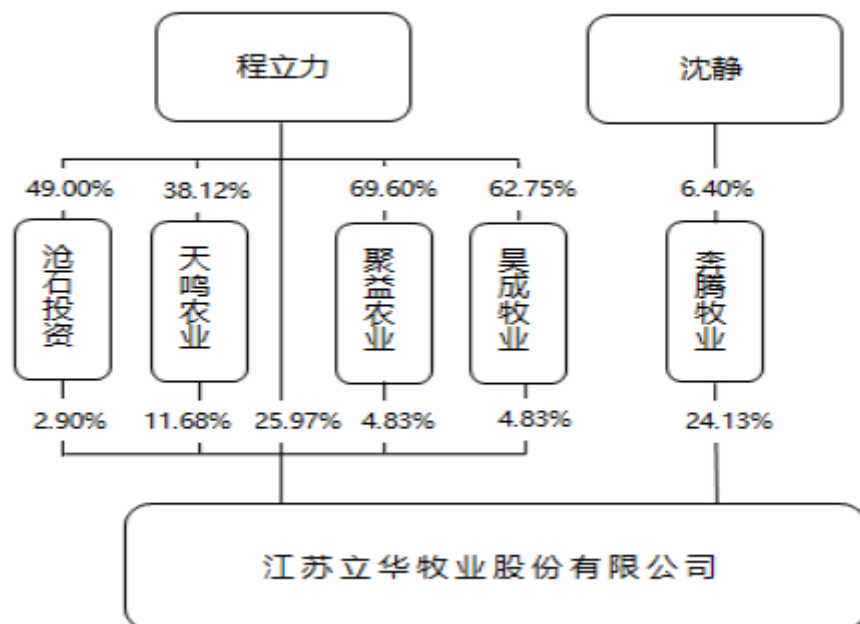 程立力
沈静
49.00%
38.12%
69.60%
62.75%
6.40%
沧石投资
天鸣农业
聚益农业
昊成牧业
奔腾牧业
2.90%
11.68%
25.97%
4.83%
4.83%
24.13%
江苏立华牧业股份有限公司